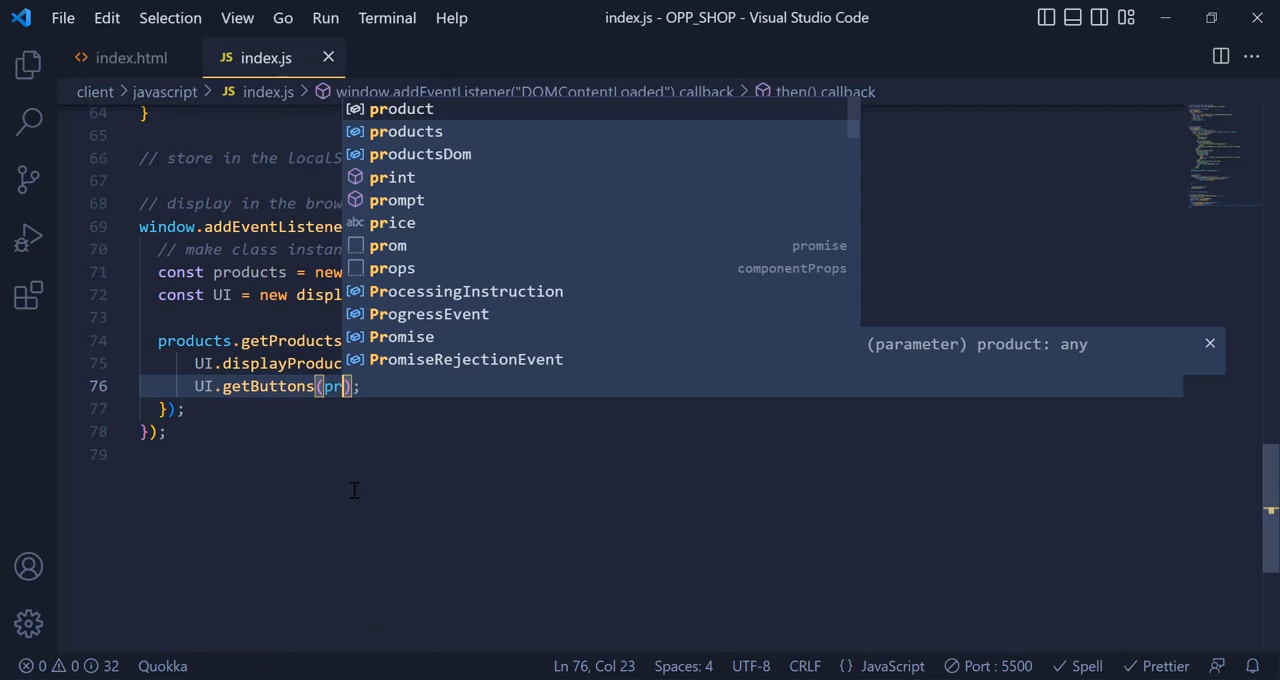 File Edit Selection View Go Run Terminal Help index.js - OPP_SHOP - Visual Studio Code
index.html JS index.js
client > javascript > JS index.js > window.addEventListener("DOMContentLoaded") callback > then() callback
64 }
65
66 // store in the localS
67
68 // display in the brow
69 window.addEventListene
70 // make class instan
71 const products = new
72 const UI = new displ
73
74 products.getProducts
75 UI.displayProduc
76 UI.getButtons(pr);
77 });
78 });
79
product
products
productsDom
print
prompt
abc price
prom promise
props componentProps
ProcessingInstruction
ProgressEvent
Promise
PromiseRejectionEvent
(parameter) product: any
0 0 32 Quokka Ln 76, Col 23 Spaces: 4 UTF-8 CRLF {} JavaScript Port : 5500 Spell Prettier